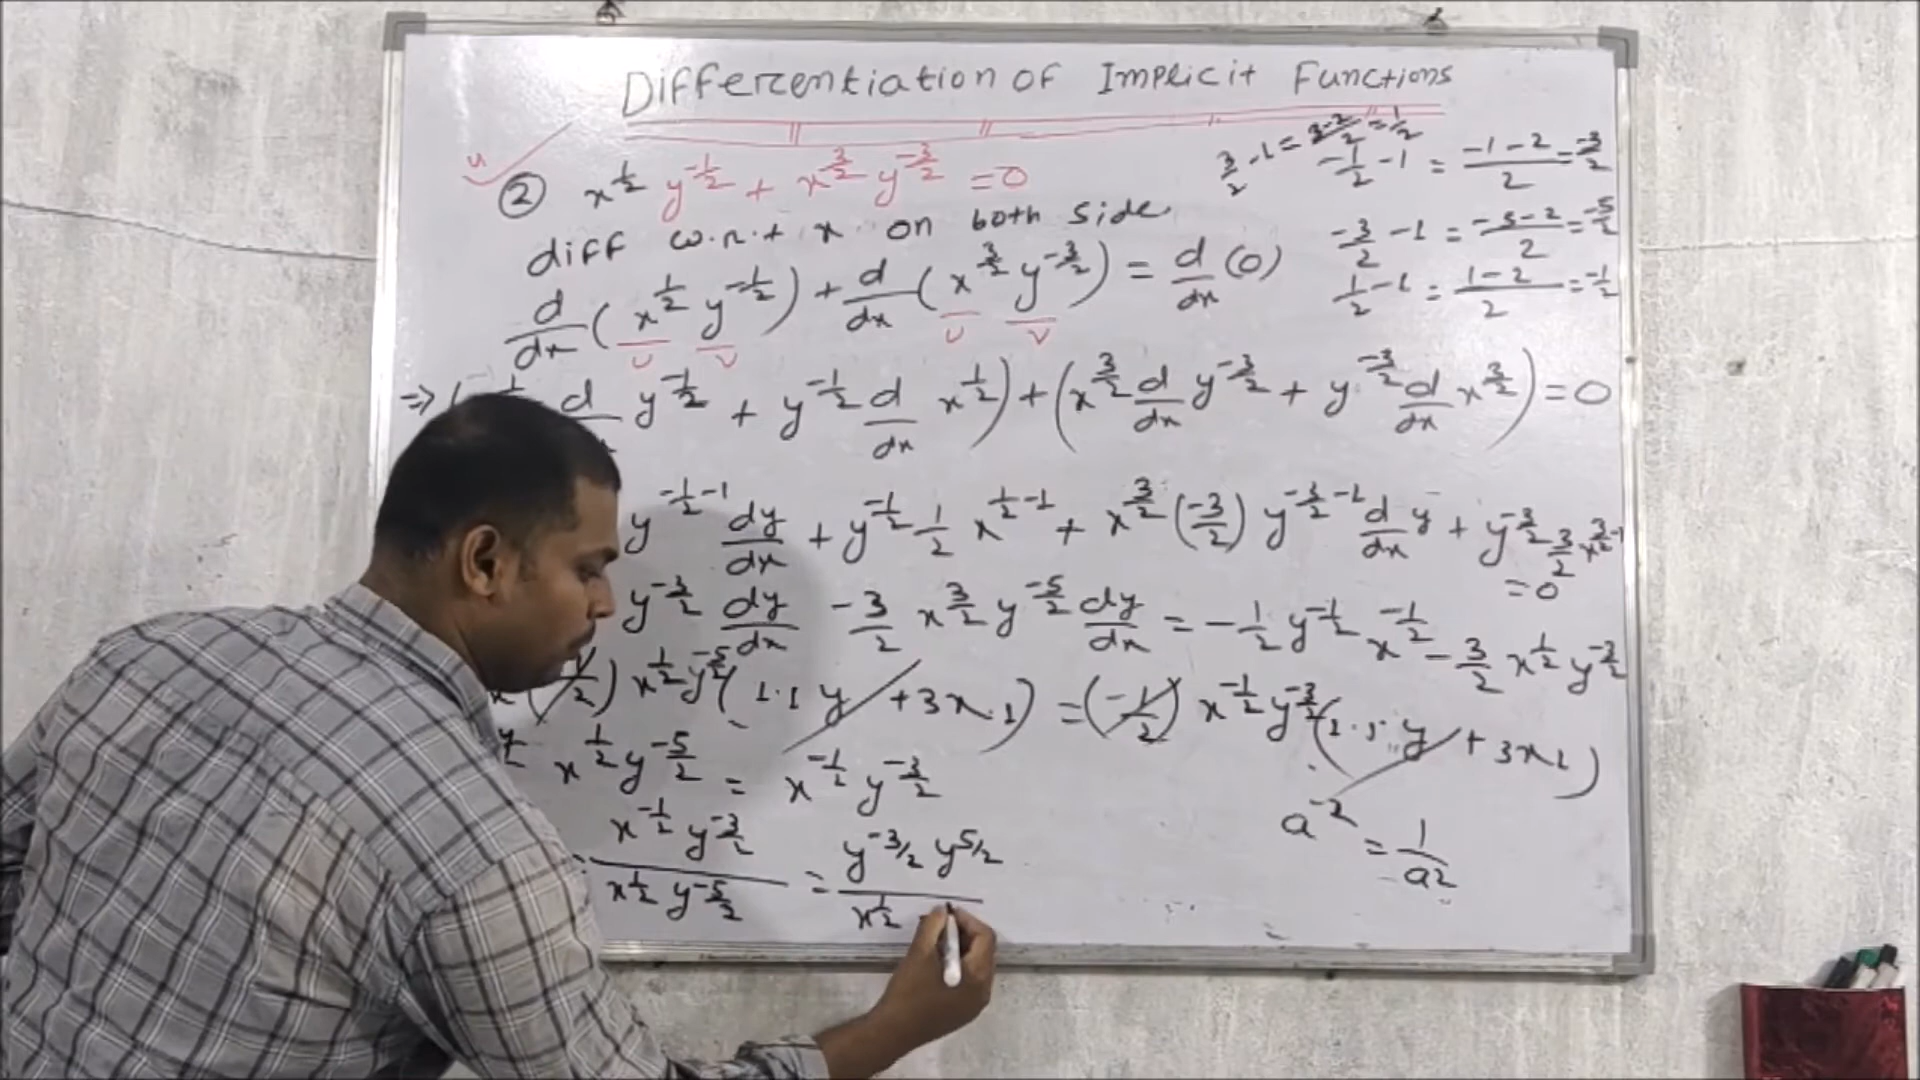 Differentiation of Implicit Functions
② x^{1/2} y^{-1/2} + x^{3/2} y^{-3/2} = 0
3/2 - 1 = 3-2/2 = 1/2
-1/2 - 1 = -1-2/2 = -3/2
diff w.r.t x on both side
-3/2 - 1 = -3-2/2 = -5/2
d/dx (x^{1/2} y^{-1/2}) + d/dx (x^{3/2} y^{-3/2}) = d/dx (0)
1/2 - 1 = 1-2/2 = -1/2
U V U V
⇒ ( d y^{-1/2} + y^{-1/2} d/dx x^{1/2}) + (x^{3/2} d/dx y^{-3/2} + y^{-3/2} d/dx x^{3/2}) = 0
y^{-1/2-1} dy/dx + y^{-1/2} 1/2 x^{1/2-1} + x^{3/2} (-3/2) y^{-3/2-1} d/dx y + y^{-3/2} 3/2 x^{3/2-1}
= 0
y^{-3/2} dy/dx - 3/2 x^{3/2} y^{-5/2} dy/dx = -1/2 y^{-1/2} x^{-1/2} - 3/2 x^{1/2} y^{-3/2}
x^{1/2} y^{-5/2} (1.1 y + 3x.1) = (-1/2) x^{-1/2} y^{-3/2} (1.1 y + 3x1)
x^{1/2} y^{-5/2} = x^{-1/2} y^{-3/2}
x^{-1/2} y^{-3/2} / x^{1/2} y^{-5/2} = y^{-3/2} y^{5/2} / x^{1/2}
a^{-2} = 1/a2